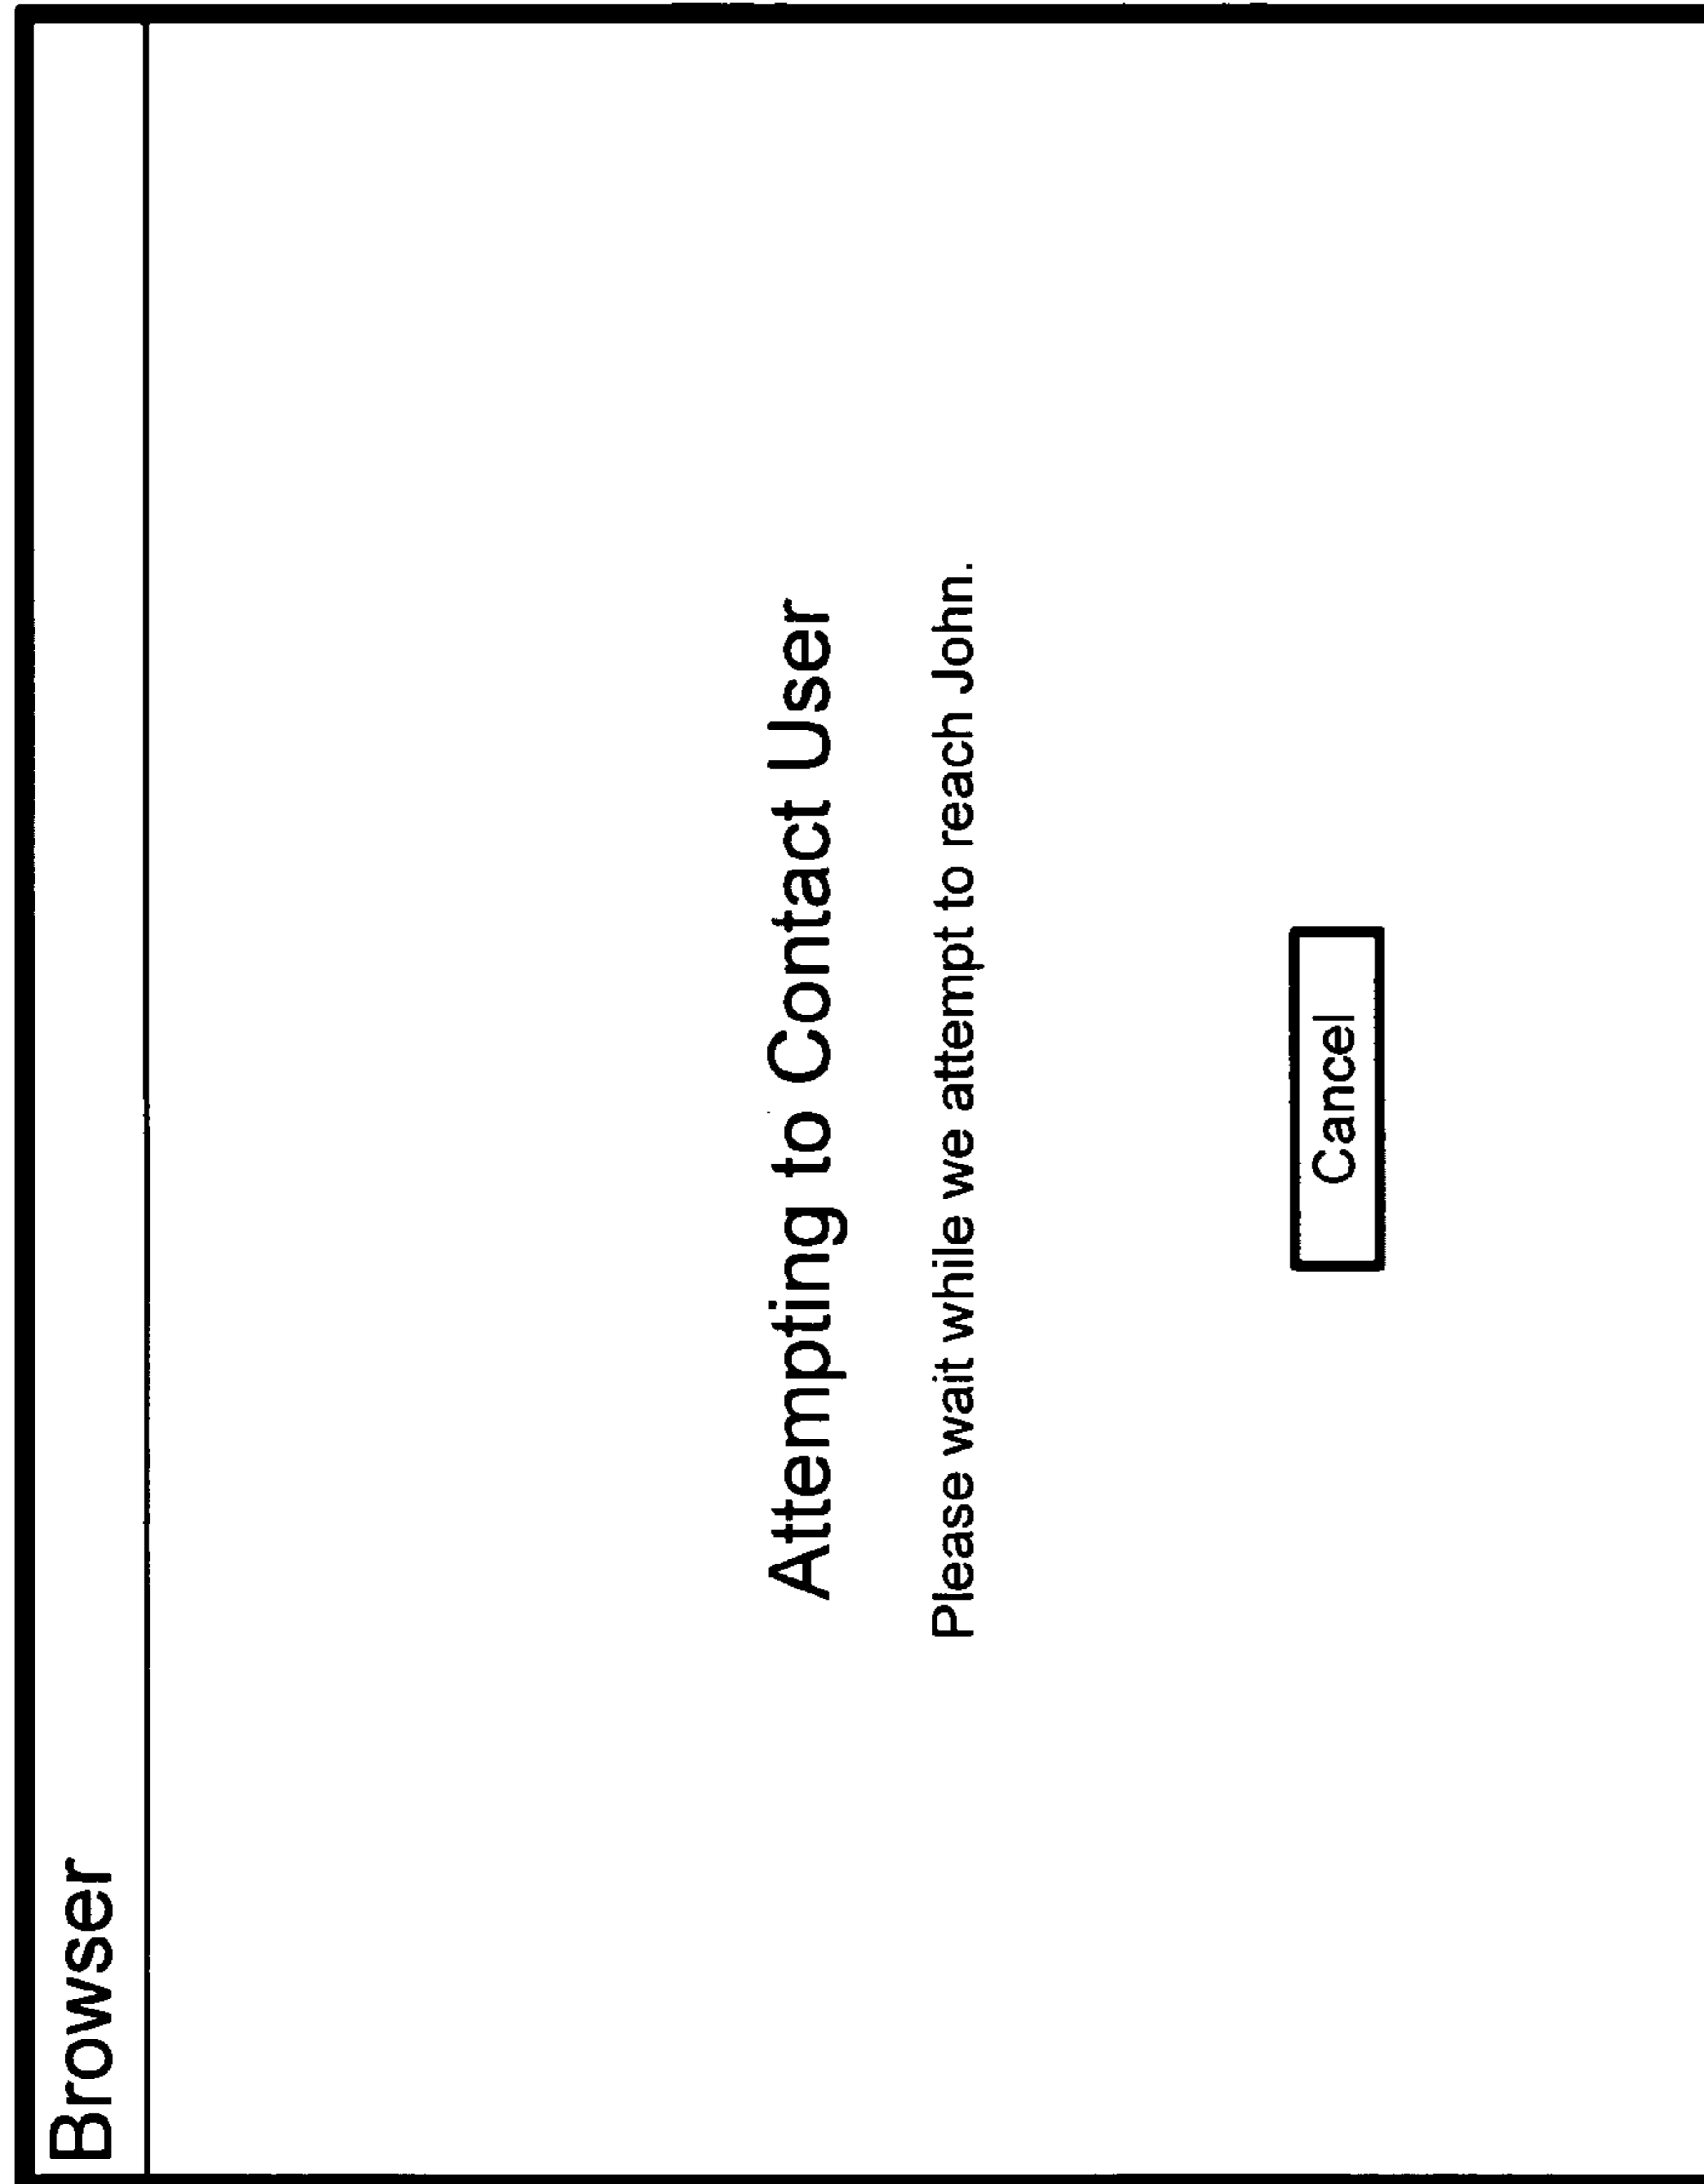 Browser
Attempting to Contact User
Please wait while we attempt to reach John.
Cancel